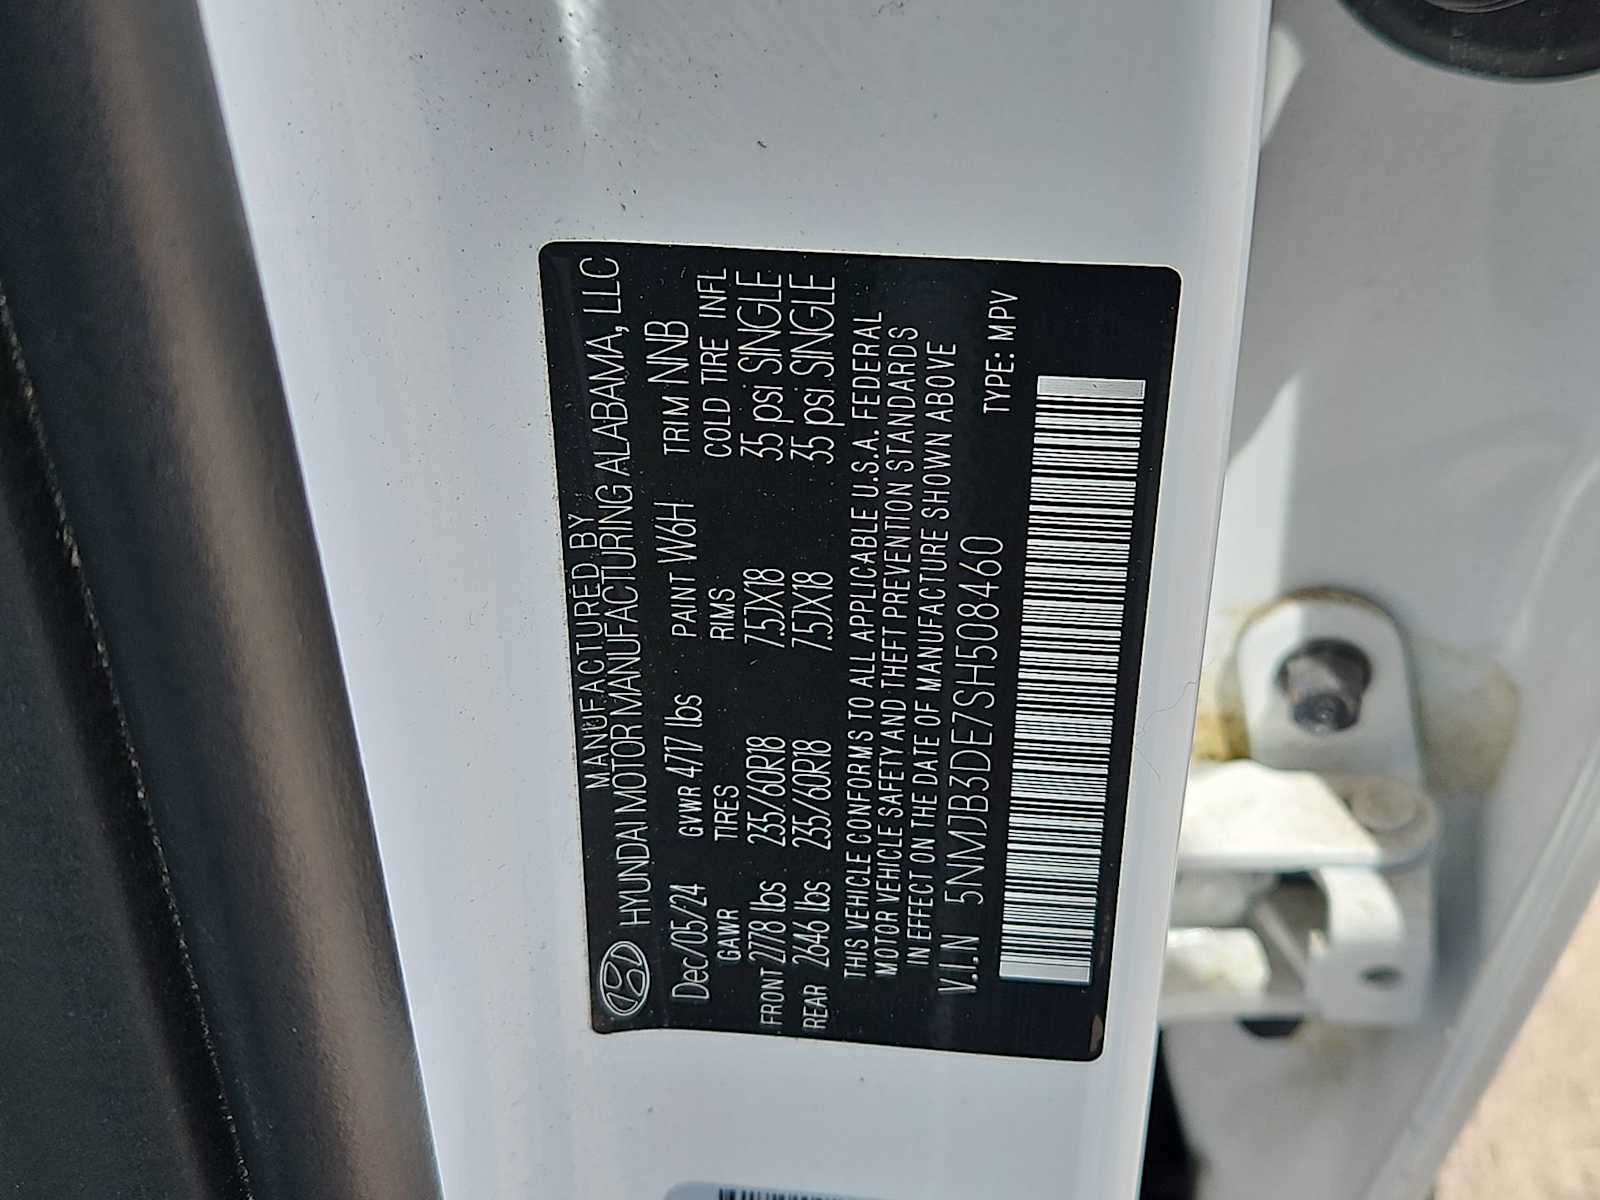 MANUFACTURED BY
HYUNDAI MOTOR MANUFACTURING ALABAMA, LLC
Dec/05/24 GVWR 4717 lbs PAINT W6H TRIM NNB
GAWR TIRES RIMS COLD TIRE INFL
FRONT 2778 lbs 235/60R18 7.5JX18 35 psi SINGLE
REAR 2646 lbs 235/60R18 7.5JX18 35 psi SINGLE
THIS VEHICLE CONFORMS TO ALL APPLICABLE U.S.A. FEDERAL
MOTOR VEHICLE SAFETY AND THEFT PREVENTION STANDARDS
IN EFFECT ON THE DATE OF MANUFACTURE SHOWN ABOVE
V.I.N 5NMJB3DE7SH508460 TYPE: MPV